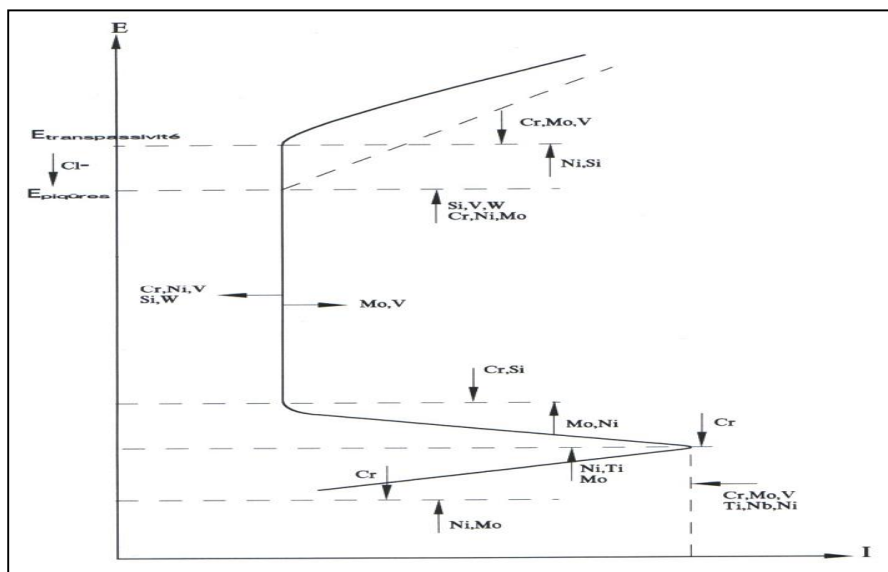 E
Etranspassivité
Cl-
Epiqûres
Cr,Mo,V
Ni,Si
Si,V,W
Cr,Ni,Mo
Cr,Ni,V
Si,W
Mo,V
Cr,Si
Mo,Ni
Cr
Ni,Ti
Mo
Cr
Cr,Mo,V
Ti,Nb,Ni
Ni,Mo
I